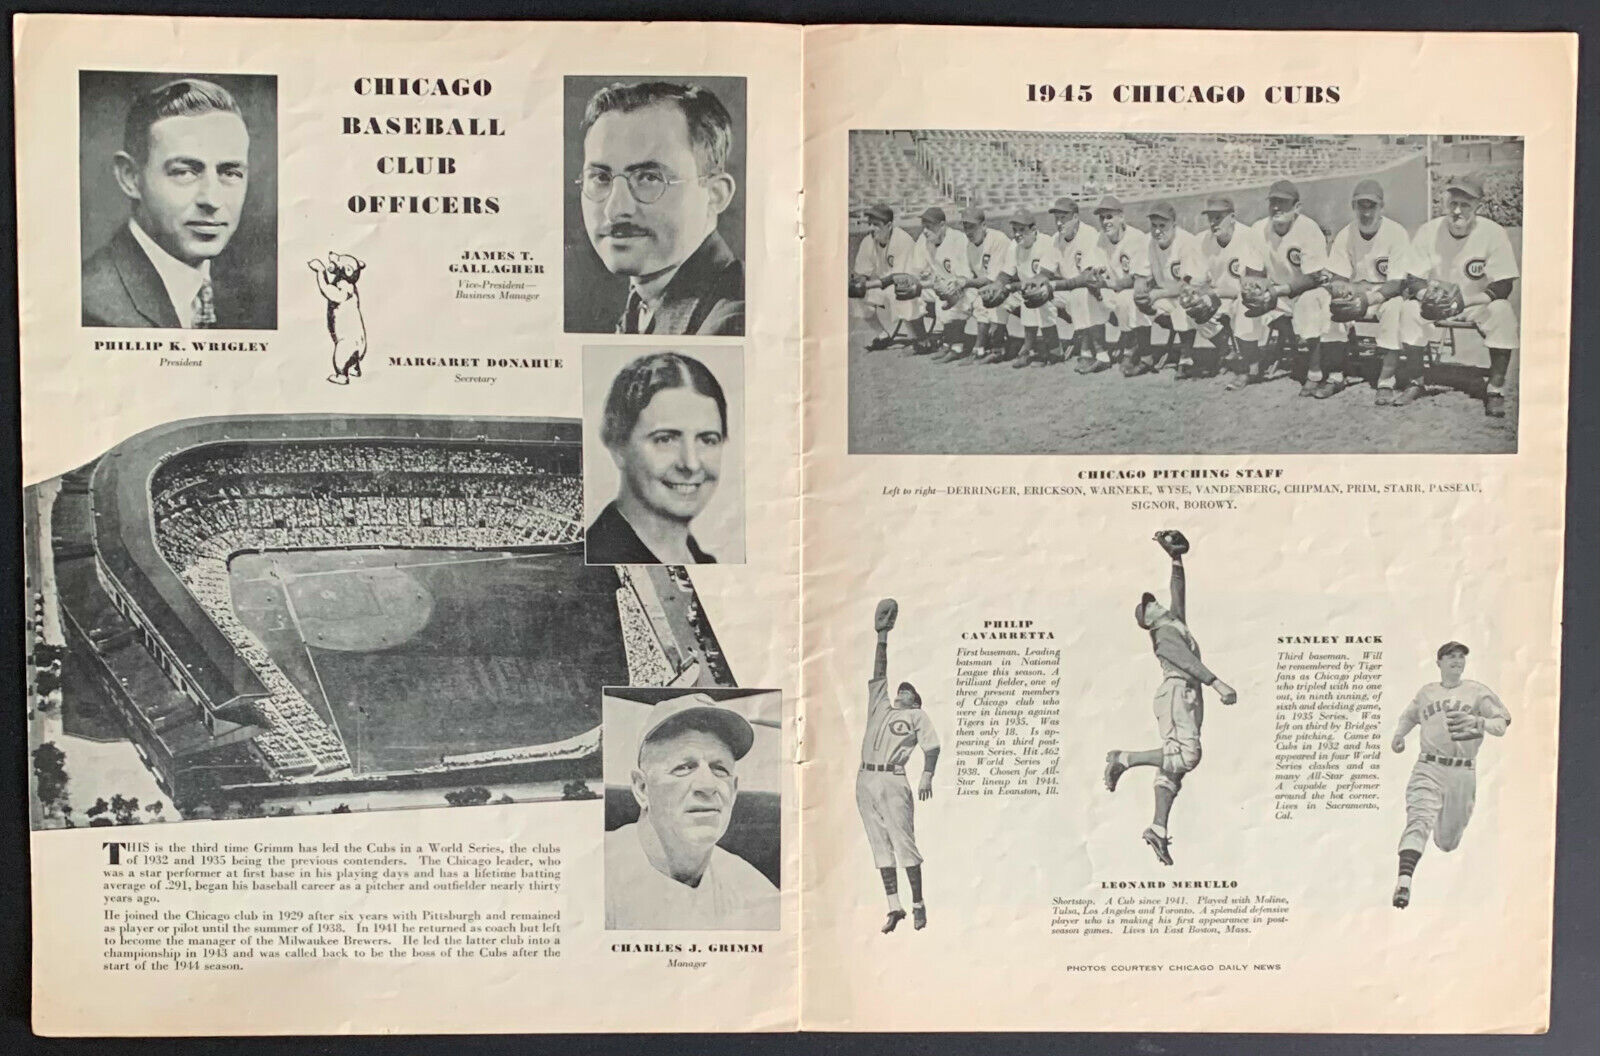 CHICAGO
BASEBALL
CLUB
OFFICERS
JAMES T.
GALLAGHER
Vice-President—
Business Manager
PHILLIP K. WRIGLEY
President
MARGARET DONAHUE
Secretary
THIS is the third time Grimm has led the Cubs in a World Series, the clubs
of 1932 and 1935 being the previous contenders. The Chicago leader, who
was a star performer at first base in his playing days and has a lifetime batting
average of .291, began his baseball career as a pitcher and outfielder nearly thirty
years ago.
He joined the Chicago club in 1929 after six years with Pittsburgh and remained
as player or pilot until the summer of 1938. In 1941 he returned as coach but left
to become the manager of the Milwaukee Brewers. He led the latter club into a
championship in 1943 and was called back to be the boss of the Cubs after the
start of the 1944 season.
CHARLES J. GRIMM
Manager
1945 CHICAGO CUBS
CHICAGO PITCHING STAFF
Left to right—DERRINGER, ERICKSON, WARNEKE, WYSE, VANDENBERG, CHIPMAN, PRIM, STARR, PASSEAU,
SIGNOR, BOROWY.
PHILIP
CAVARRETTA
First baseman. Leading
batsman in National
League this season. A
brilliant fielder, one of
three present members
of Chicago club who
were in lineup against
Tigers in 1935. Was
then only 18. Is ap-
pearing in third post-
season Series. Hit .462
in World Series of
1938. Chosen for All-
Star lineup in 1944.
Lives in Evanston, Ill.
STANLEY HACK
Third baseman. Will
be remembered by Tiger
fans as Chicago player
who tripled with no one
out, in ninth inning, of
sixth and deciding game,
in 1935 Series. Was
left on third by Bridges'
fine pitching. Came to
Cubs in 1932 and has
appeared in four World
Series clashes and as
many All-Star games.
A capable performer
around the hot corner.
Lives in Sacramento,
Cal.
CHICAGO
LEONARD MERULLO
Shortstop. A Cub since 1941. Played with Moline,
Tulsa, Los Angeles and Toronto. A splendid defensive
player who is making his first appearance in post-
season games. Lives in East Boston, Mass.
PHOTOS COURTESY CHICAGO DAILY NEWS